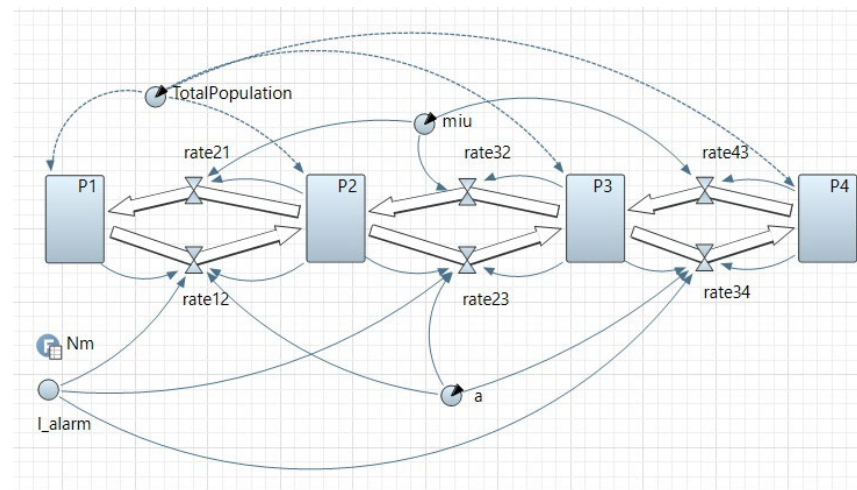 TotalPopulation
miu
rate21
rate32
rate43
P1
P2
P3
P4
rate12
rate23
rate34
F
Nm
a
I_alarm